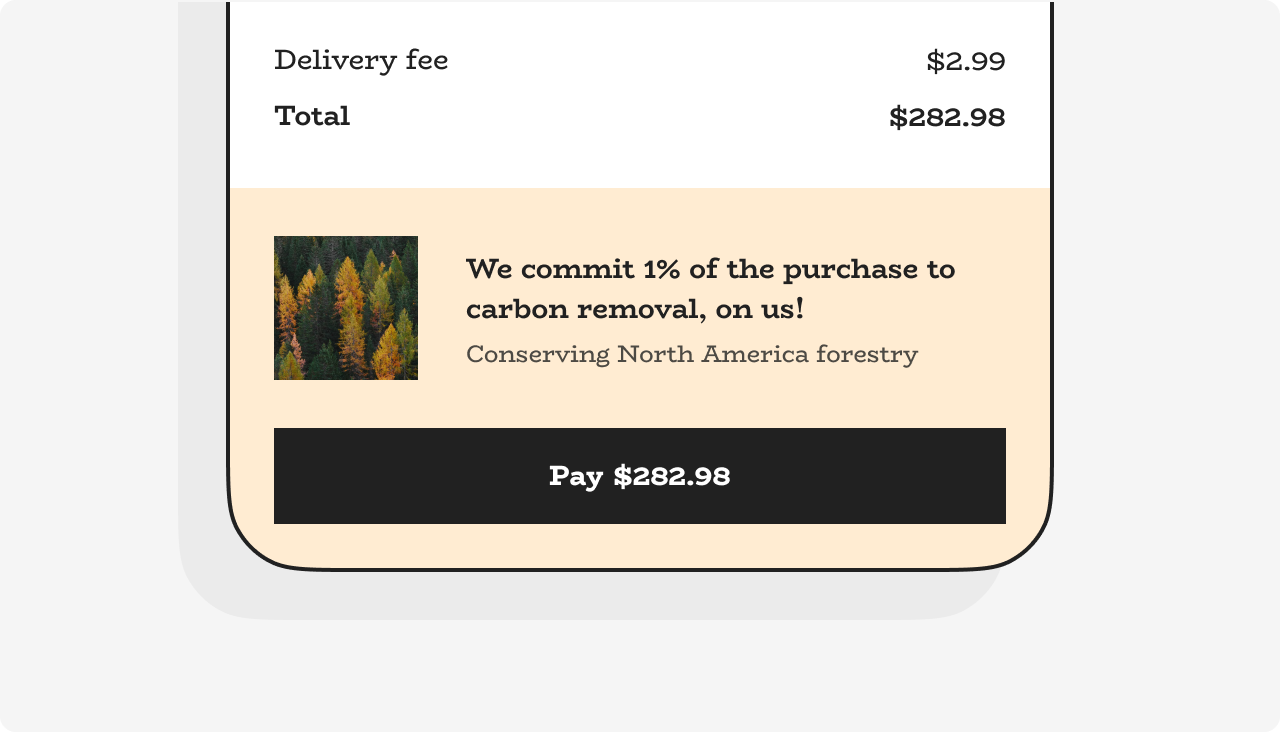 Delivery fee $2.99
Total $282.98
We commit 1% of the purchase to
carbon removal, on us!
Conserving North America forestry
Pay $282.98